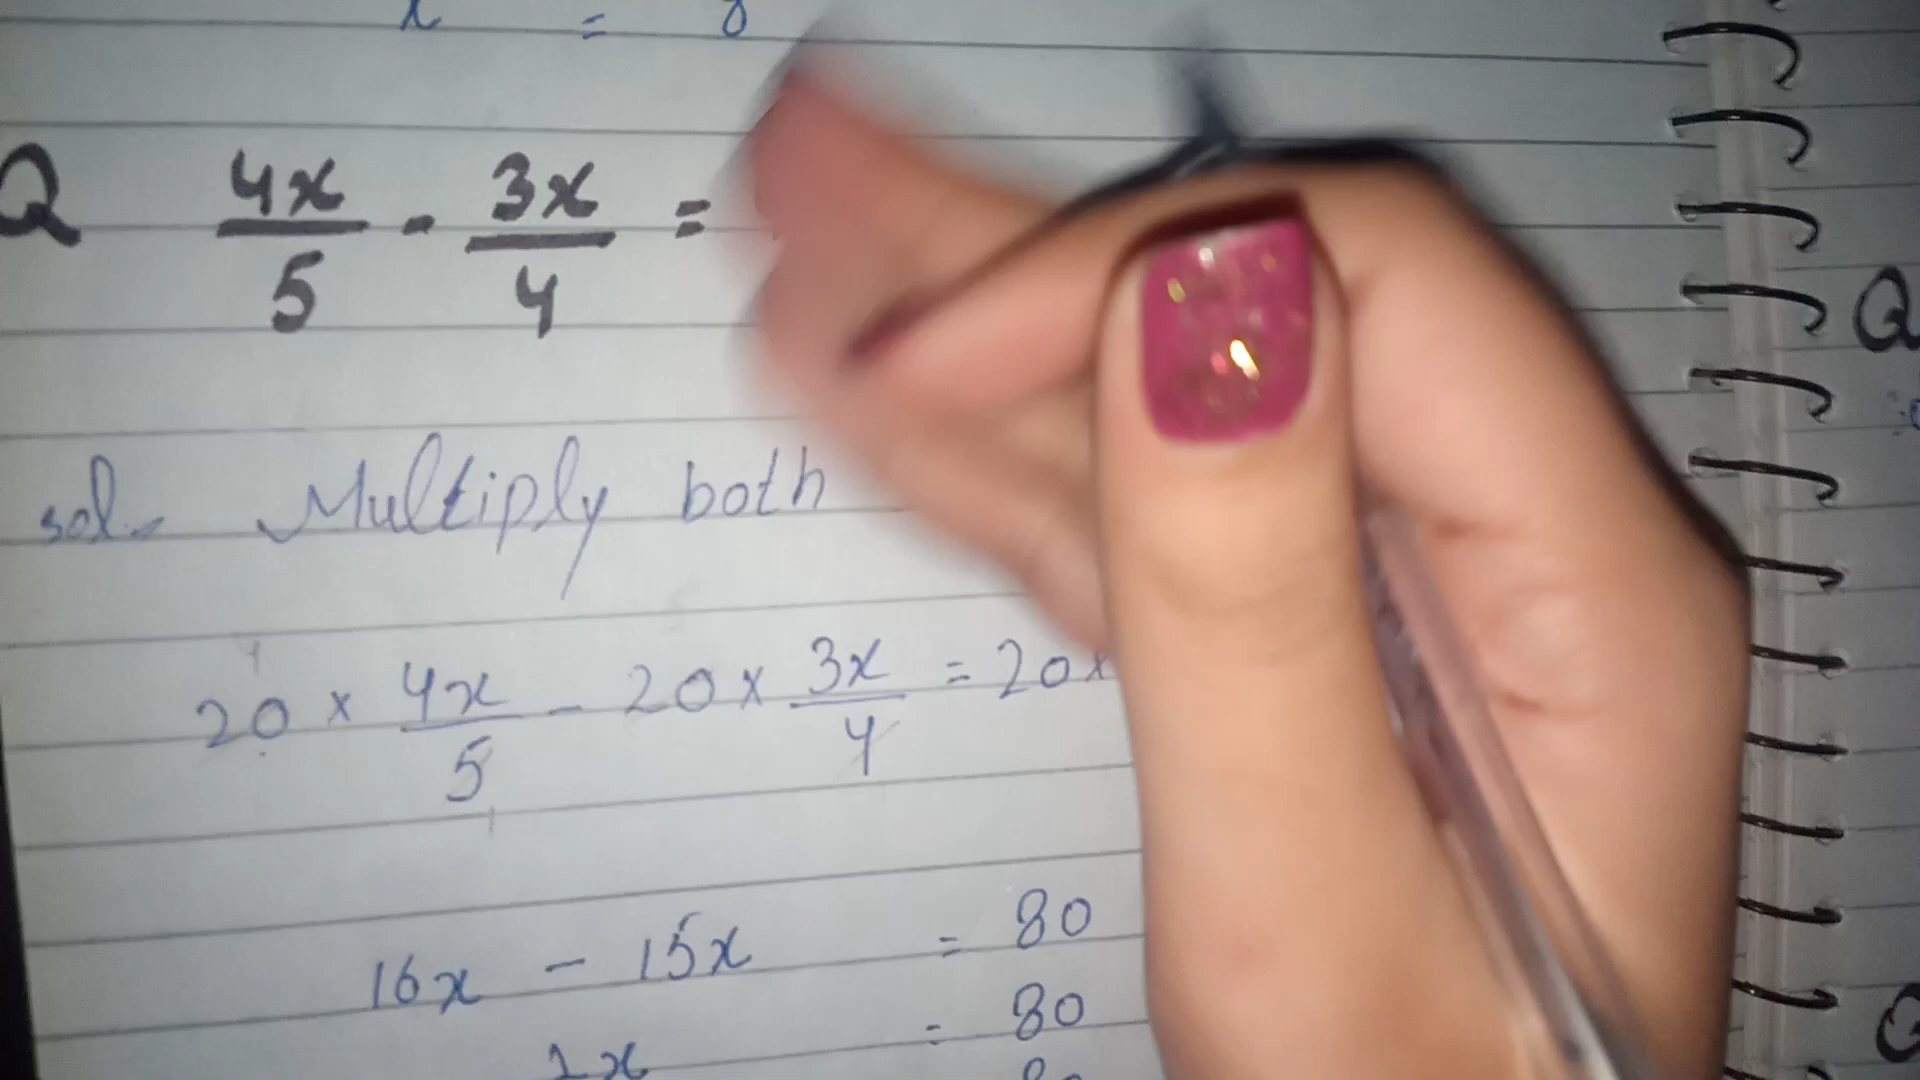 x = 8
Q 4x/5 - 3x/4 =
sol- Multiply both
20 × 4x/5 - 20 × 3x/4 = 20 ×
16x - 15x = 80
1x = 80
Q